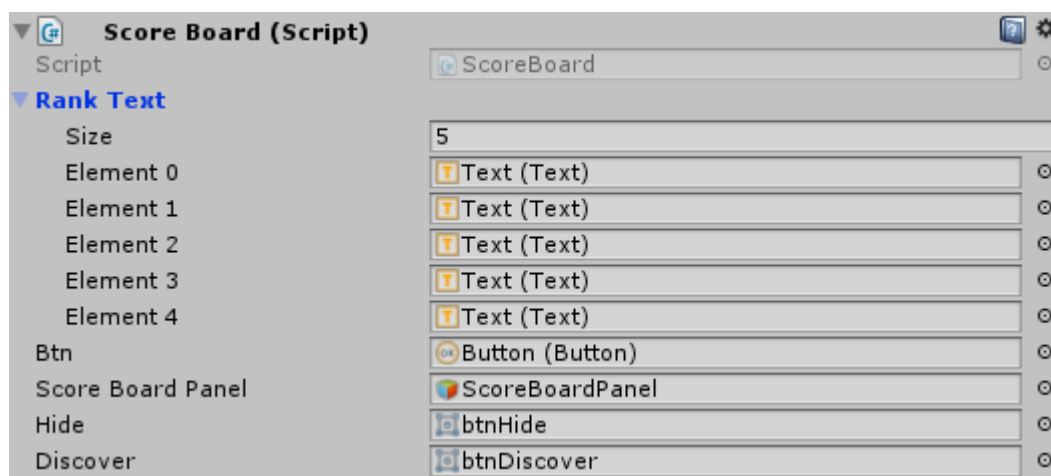 Score Board (Script)
Script ScoreBoard
Rank Text
Size 5
Element 0 Text (Text)
Element 1 Text (Text)
Element 2 Text (Text)
Element 3 Text (Text)
Element 4 Text (Text)
Btn Button (Button)
Score Board Panel ScoreBoardPanel
Hide btnHide
Discover btnDiscover